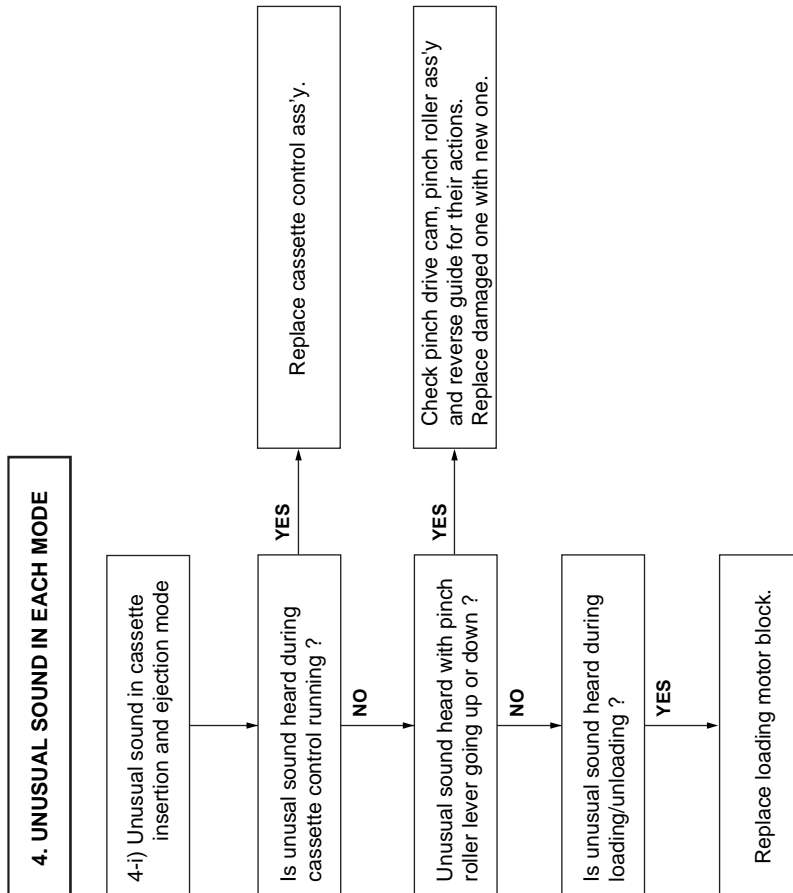 4. UNUSUAL SOUND IN EACH MODE
4-i) Unusual sound in cassette
insertion and ejection mode
Is unusal sound heard during
cassette control running ?
YES
Replace cassette control ass'y.
NO
Unusual sound heard with pinch
roller lever going up or down ?
YES
Check pinch drive cam, pinch roller ass'y
and reverse guide for their actions.
Replace damaged one with new one.
NO
Is unusual sound heard during
loading/unloading ?
YES
Replace loading motor block.